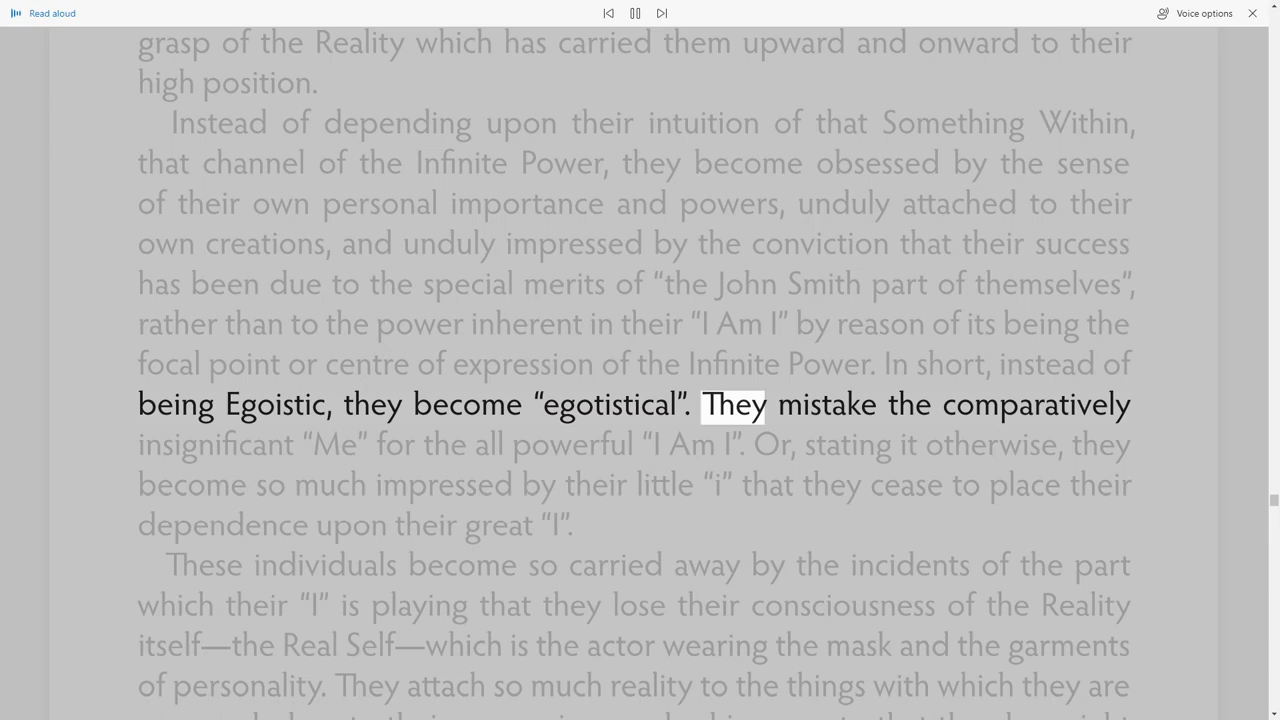 Read aloud
Voice options
grasp of the Reality which has carried them upward and onward to their
high position.
Instead of depending upon their intuition of that Something Within,
that channel of the Infinite Power, they become obsessed by the sense
of their own personal importance and powers, unduly attached to their
own creations, and unduly impressed by the conviction that their success
has been due to the special merits of “the John Smith part of themselves”,
rather than to the power inherent in their “I Am I” by reason of its being the
focal point or centre of expression of the Infinite Power. In short, instead of
being Egoistic, they become “egotistical”. They mistake the comparatively
insignificant “Me” for the all powerful “I Am I”. Or, stating it otherwise, they
become so much impressed by their little “i” that they cease to place their
dependence upon their great “I”.
These individuals become so carried away by the incidents of the part
which their “I” is playing that they lose their consciousness of the Reality
itself—the Real Self—which is the actor wearing the mask and the garments
of personality. They attach so much reality to the things with which they are